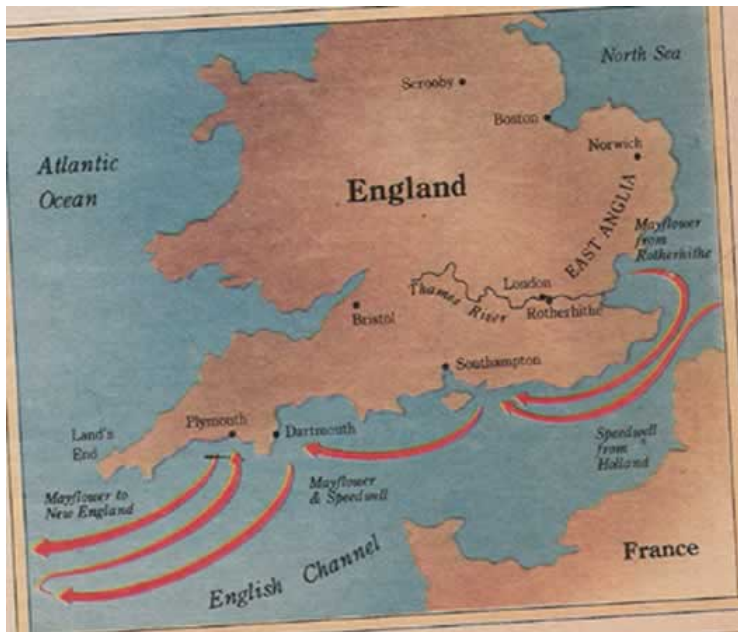 North Sea
Scrooby
Boston
Norwich
Atlantic
Ocean
England
EAST ANGLIA
Mayflower
from
Rotherhithe
Thames River
London
Rotherhithe
Bristol
Southampton
Plymouth
Dartmouth
Land's
End
Speedwell
from
Holland
Mayflower
& Speedwell
Mayflower to
New England
English Channel
France